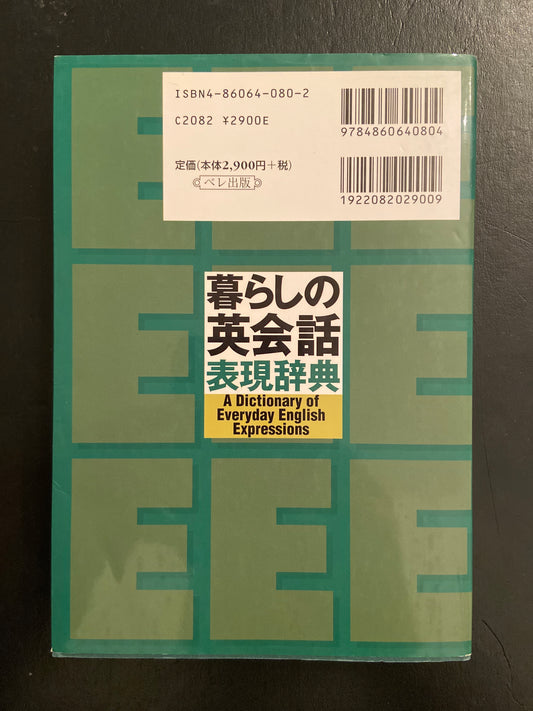 ISBN4-86064-080-2
C2082 ¥2900E
定価(本体2,900円+税)
ベレ出版
9784860640804
1922082029009
暮らしの
英会話
表現辞典
A Dictionary of
Everyday English
Expressions
E E E
E E E
E E E